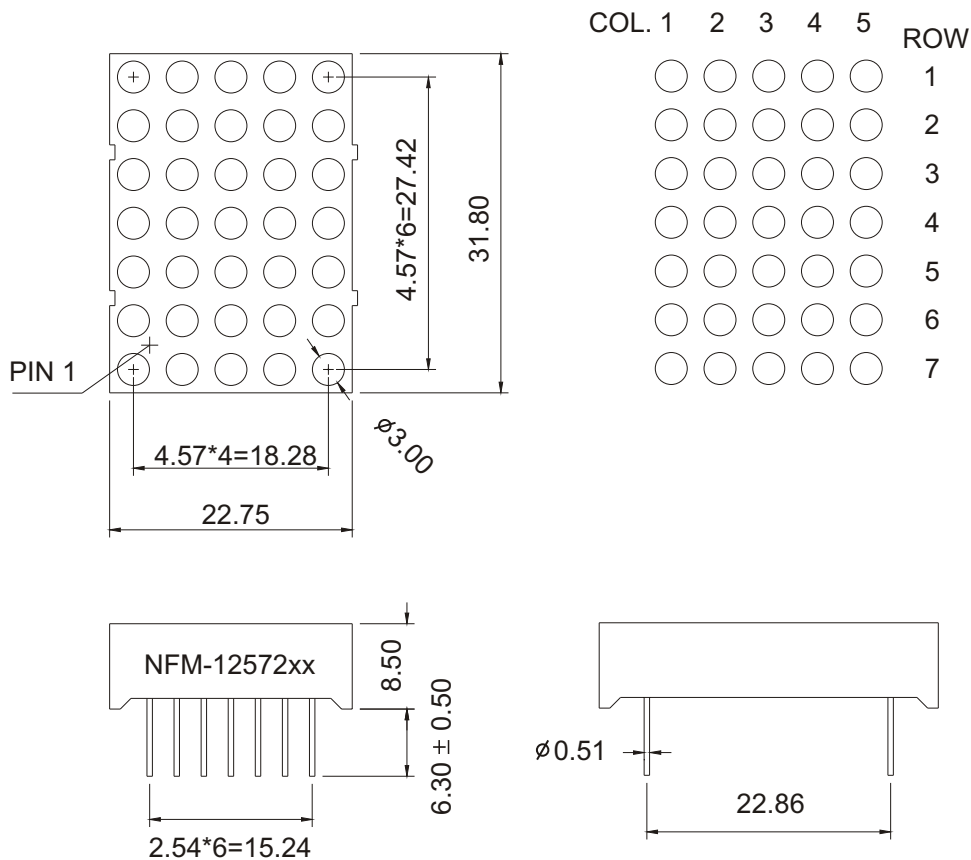 COL. 1 2 3 4 5
ROW
1
2
3
4
5
6
7
4.57*6=27.42
31.80
PIN 1
ø3.00
4.57*4=18.28
22.75
NFM-12572xx
8.50
6.30 ± 0.50
2.54*6=15.24
ø0.51
22.86